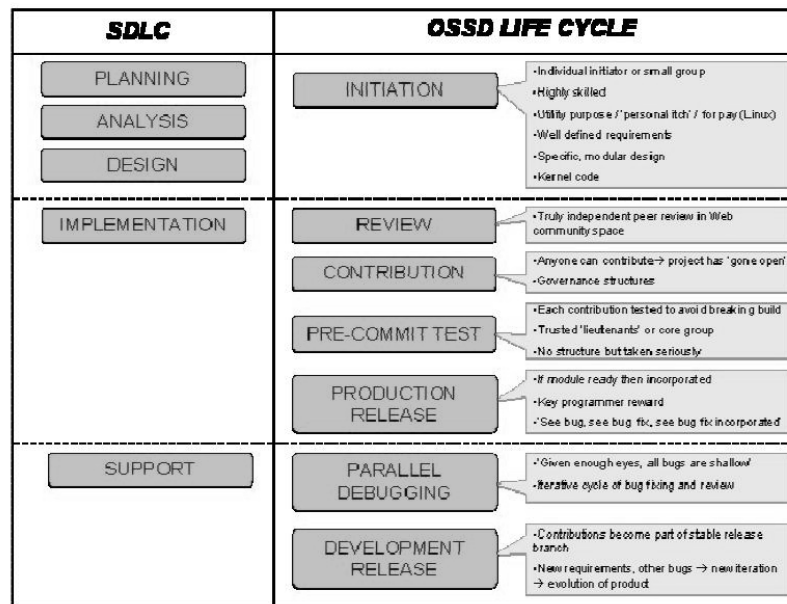 SDLC
OSSD LIFE CYCLE
PLANNING
ANALYSIS
DESIGN
INITIATION
•Individual initiator or small group
•Highly skilled
•Utility purpose / 'personal itch' / for pay (Linux)
•Well defined requirements
•Specific, modular design
•Kernel code
IMPLEMENTATION
REVIEW
•Truly independent peer review in Web
community space
CONTRIBUTION
•Anyone can contribute→ project has 'gone open'
•Governance structures
PRE-COMMIT TEST
•Each contribution tested to avoid breaking build
•Trusted 'lieutenants' or core group
•No structure but taken seriously
PRODUCTION
RELEASE
•If module ready then incorporated
•Key programmer reward
•'See bug, see bug fix, see bug fix incorporated'
SUPPORT
PARALLEL
DEBUGGING
•'Given enough eyes, all bugs are shallow'
•Iterative cycle of bug fixing and review
DEVELOPMENT
RELEASE
•Contributions become part of stable release
branch
•New requirements, other bugs → new iteration
→ evolution of product